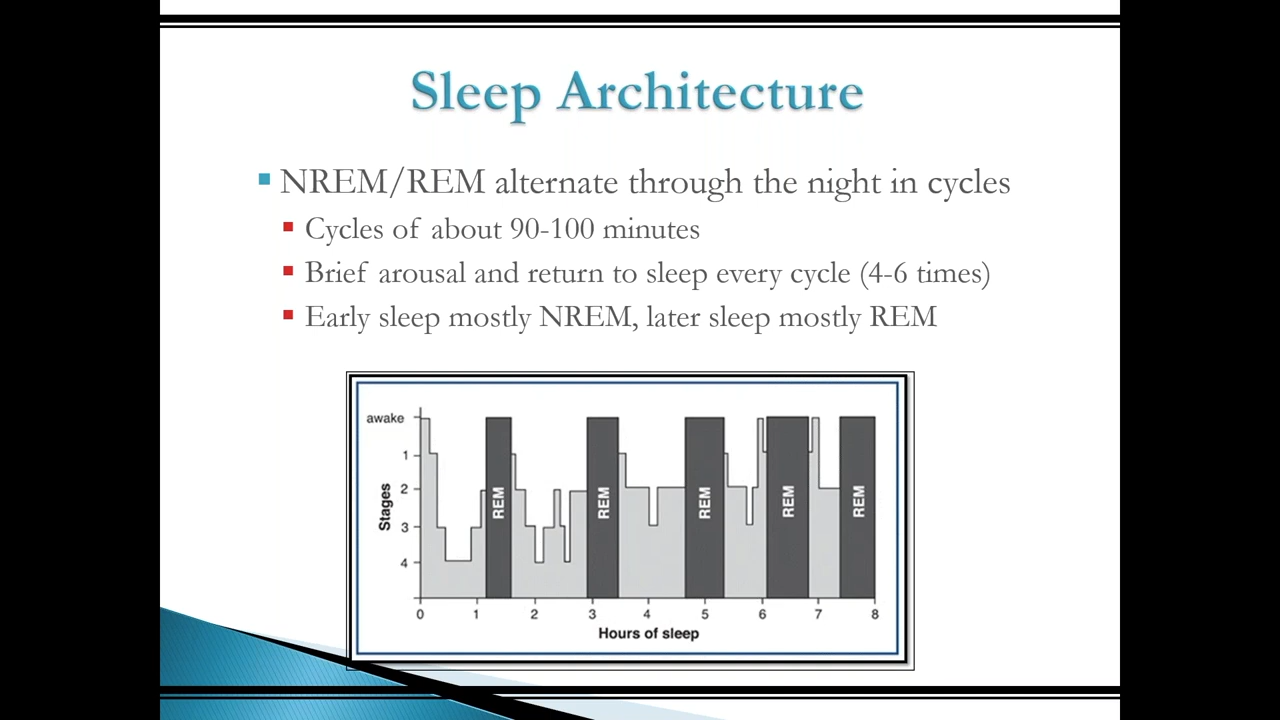 Sleep Architecture
NREM/REM alternate through the night in cycles
Cycles of about 90-100 minutes
Brief arousal and return to sleep every cycle (4-6 times)
Early sleep mostly NREM, later sleep mostly REM
awake
1
2
3
4
Stages
REM
REM
REM
REM
REM
0 1 2 3 4 5 6 7 8
Hours of sleep